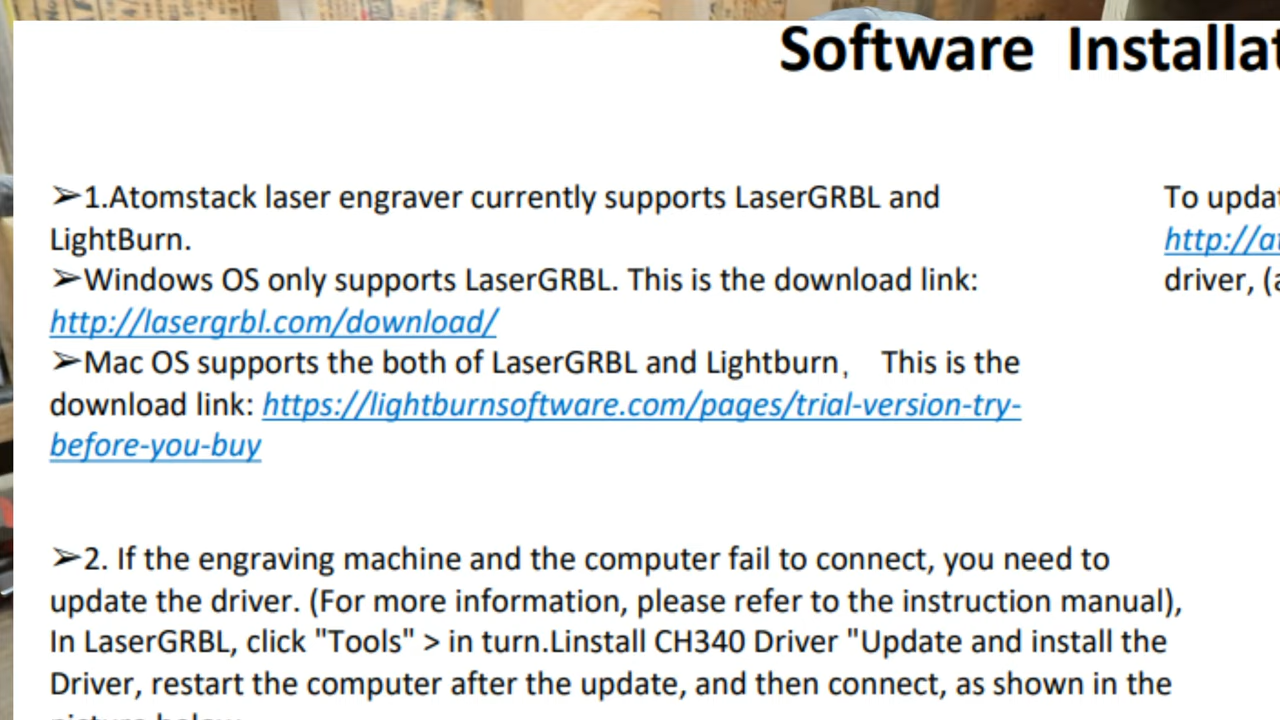 Software Installat
➢1.Atomstack laser engraver currently supports LaserGRBL and
LightBurn.
➢Windows OS only supports LaserGRBL. This is the download link:
http://lasergrbl.com/download/
➢Mac OS supports the both of LaserGRBL and Lightburn， This is the
download link: https://lightburnsoftware.com/pages/trial-version-try-
before-you-buy
➢2. If the engraving machine and the computer fail to connect, you need to
update the driver. (For more information, please refer to the instruction manual),
In LaserGRBL, click "Tools" > in turn.Linstall CH340 Driver "Update and install the
Driver, restart the computer after the update, and then connect, as shown in the
picture below
To updat
http://at
driver, (a